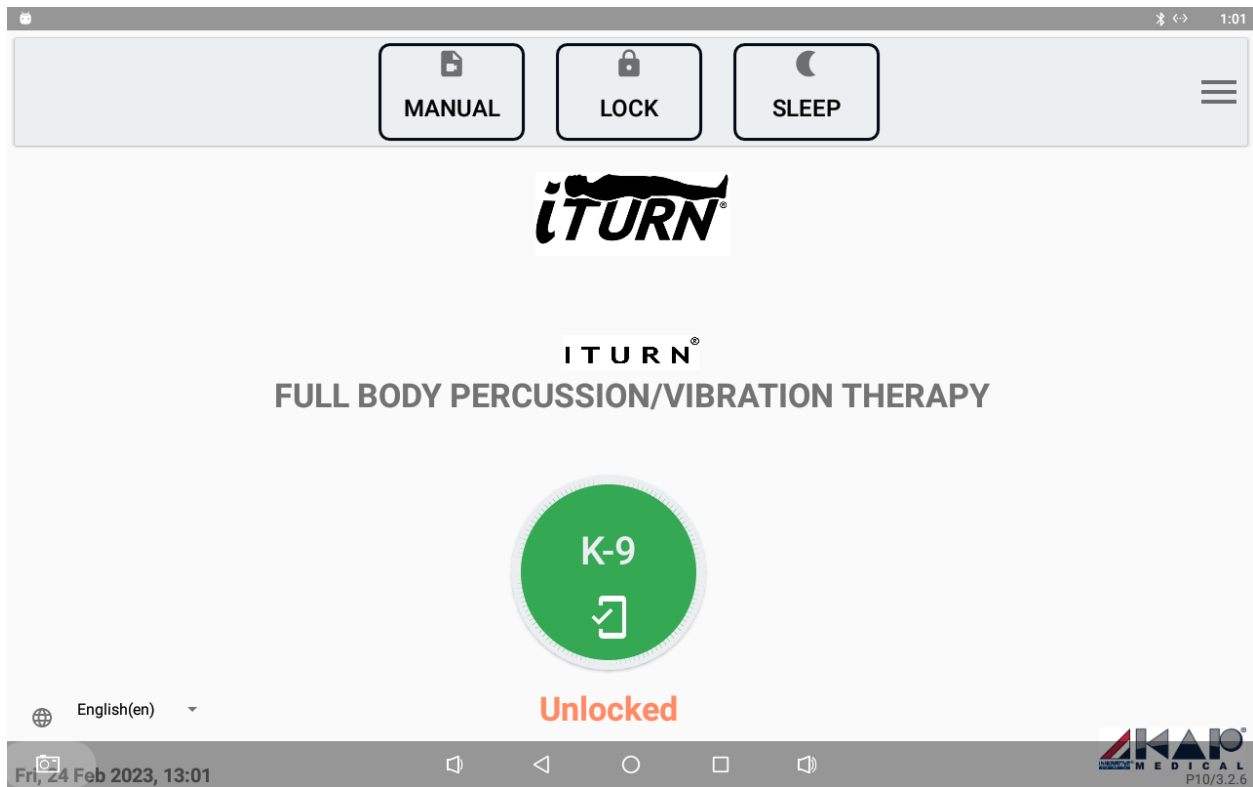 1:01
MANUAL
LOCK
SLEEP
iTURN®
ITURN®
FULL BODY PERCUSSION/VIBRATION THERAPY
K-9
Unlocked
English(en)
KAP
MEDICAL
Fri, 24 Feb 2023, 13:01
P10/3.2.6